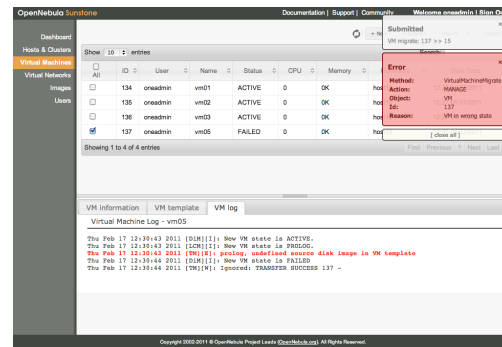 OpenNebula Sunstone
Documentation | Support | Community
Welcome oneadmin | Sign O
Dashboard
Hosts & Clusters
Virtual Machines
Virtual Networks
Images
Users
+ N
Submitted
VM migrate: 137 >> 15
Show 10 entries
Error
Method: VirtualMachineMigrate
Action: MANAGE
Object: VM
Id: 137
Reason: VM in wrong state
[ close all ]
All ID User Name Status CPU Memory
134 oneadmin vm01 ACTIVE 0 0K hos
135 oneadmin vm02 ACTIVE 0 0K hos
136 oneadmin vm03 ACTIVE 0 0K hos
137 oneadmin vm05 FAILED 0 0K hos
Showing 1 to 4 of 4 entries
First Previous 1 Next Last
VM information VM template VM log
Virtual Machine Log - vm05
Thu Feb 17 12:30:43 2011 [DiM][I]: New VM state is ACTIVE.
Thu Feb 17 12:30:43 2011 [LCM][I]: New VM state is PROLOG.
Thu Feb 17 12:30:43 2011 [TM][E]: prolog, undefined source disk image in VM template
Thu Feb 17 12:30:44 2011 [DiM][I]: New VM state is FAILED
Thu Feb 17 12:30:44 2011 [TM][W]: Ignored: TRANSFER SUCCESS 137 -
Copyright 2002-2011 © OpenNebula Project Leads (OpenNebula.org). All Rights Reserved.